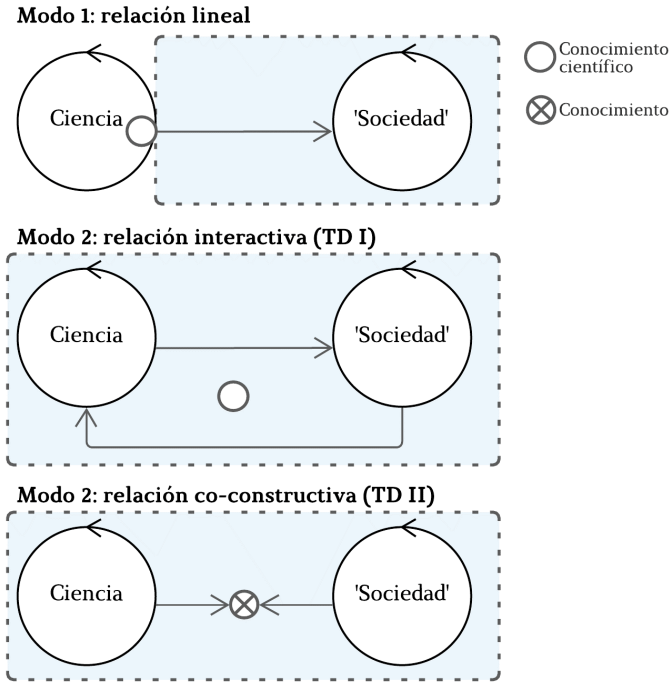 Modo 1: relación lineal
Ciencia
'Sociedad'
Conocimiento
científico
Conocimiento
Modo 2: relación interactiva (TD I)
Ciencia
'Sociedad'
Modo 2: relación co-constructiva (TD II)
Ciencia
'Sociedad'